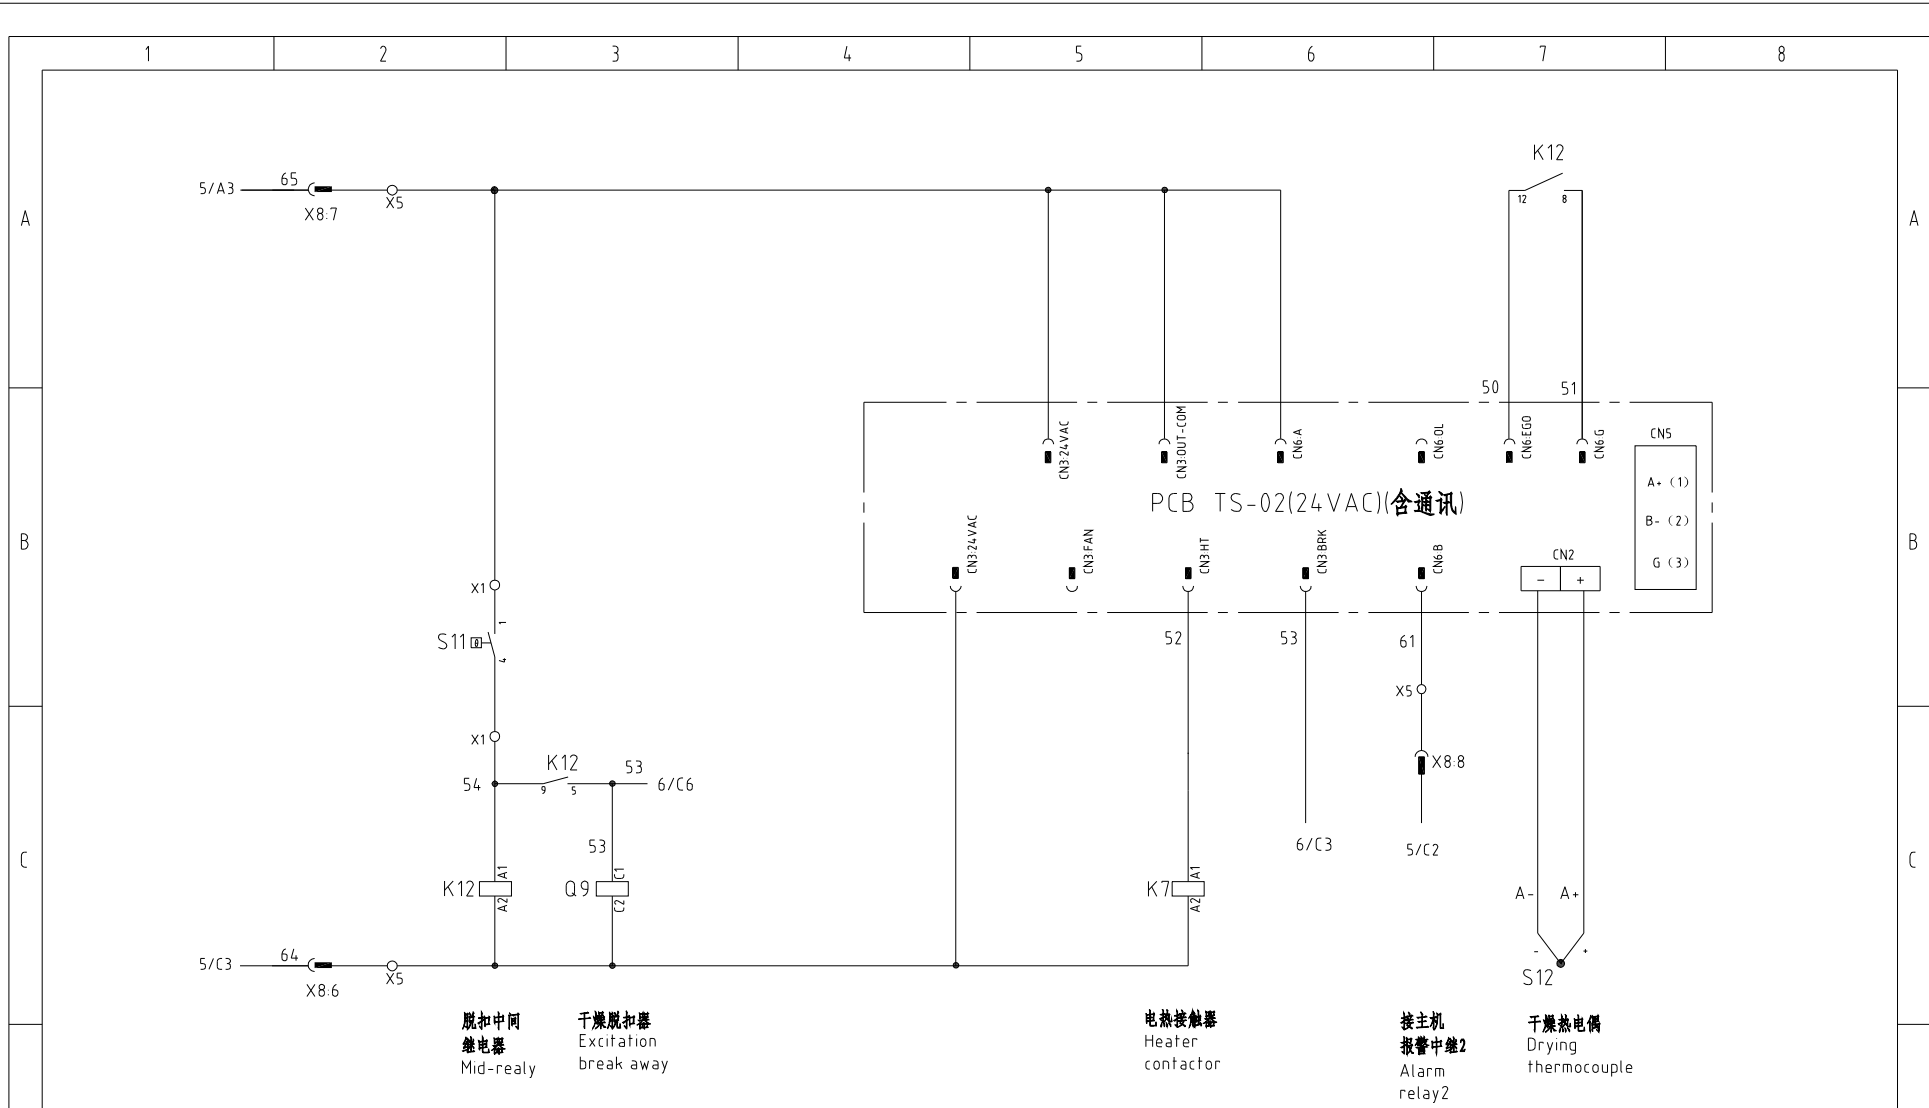 1 2 3 4 5 6 7 8
K12
5/A3 65
X8:7 X5
12 8
A A
50 51
CN3:24VAC CN3:OUT-COM CN6:A CN6:OL CN6:EGO CN6:G CN5
A+ (1)
PCB TS-02(24VAC)(含通讯)
B- (2)
B B
CN3:24VAC CN3:FAN CN3:HT CN3:BRK CN6:B CN2
G (3)
- +
X1
1
S11
4
52 53 61
X5
X1
K12 53
54 9 5 6/C6
X8:8
53
6/C3 5/C2
C C
K12 A1 A2
Q9 C1 C2
K7 A1 A2
A- A+
- +
S12
5/C3 64
X8:6 X5
脱扣中间
继电器
Mid-realy
干燥脱扣器
Excitation
break away
电热接触器
Heater
contactor
接主机
报警中继2
Alarm
relay2
干燥热电偶
Drying
thermocouple